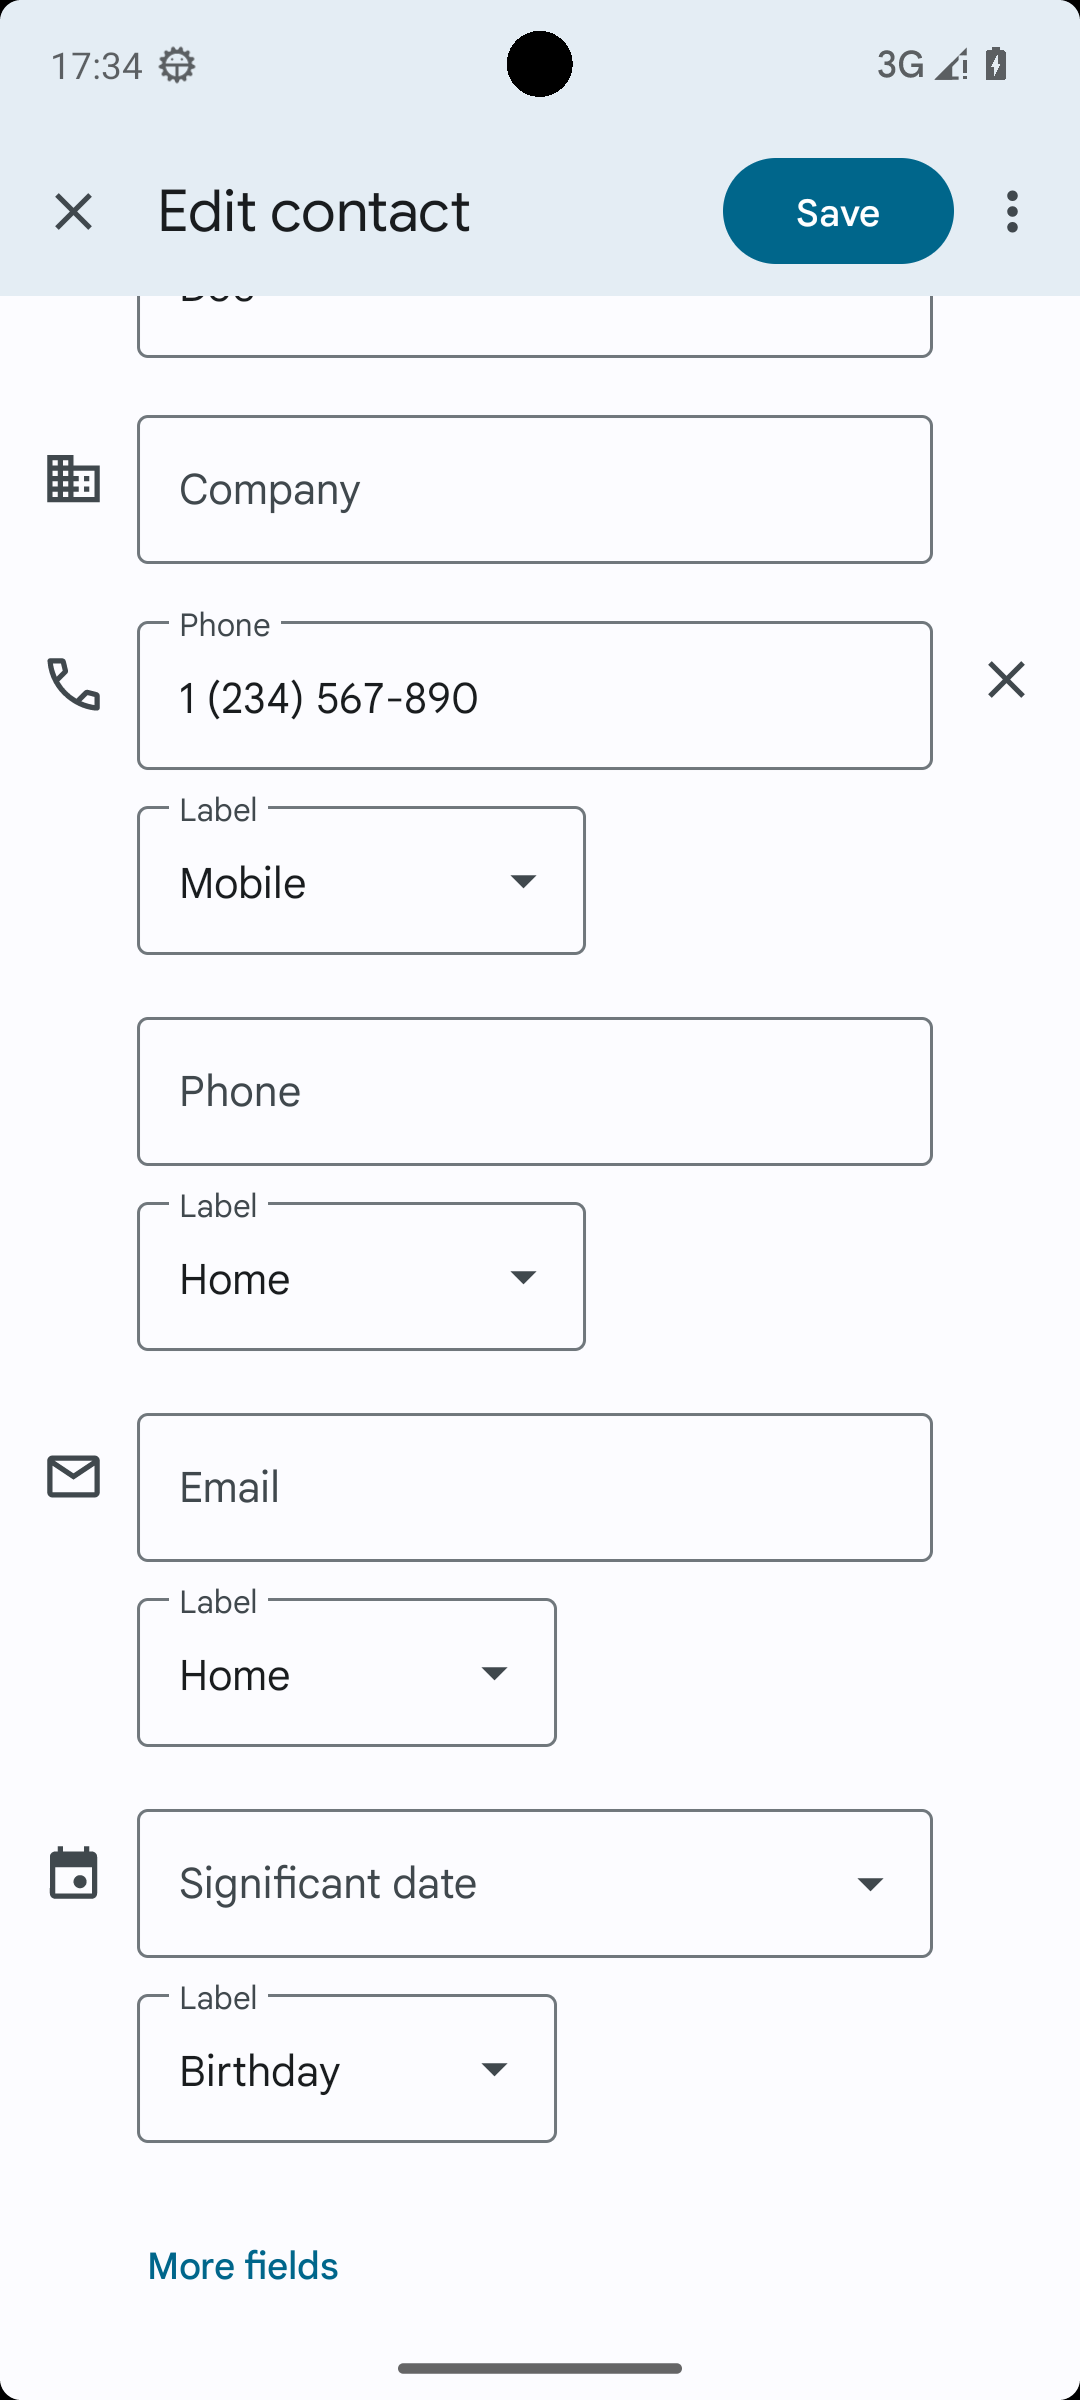 17:34
3G
Edit contact
Save
Company
Phone
1 (234) 567-890
Label
Mobile
Phone
Label
Home
Email
Label
Home
Significant date
Label
Birthday
More fields